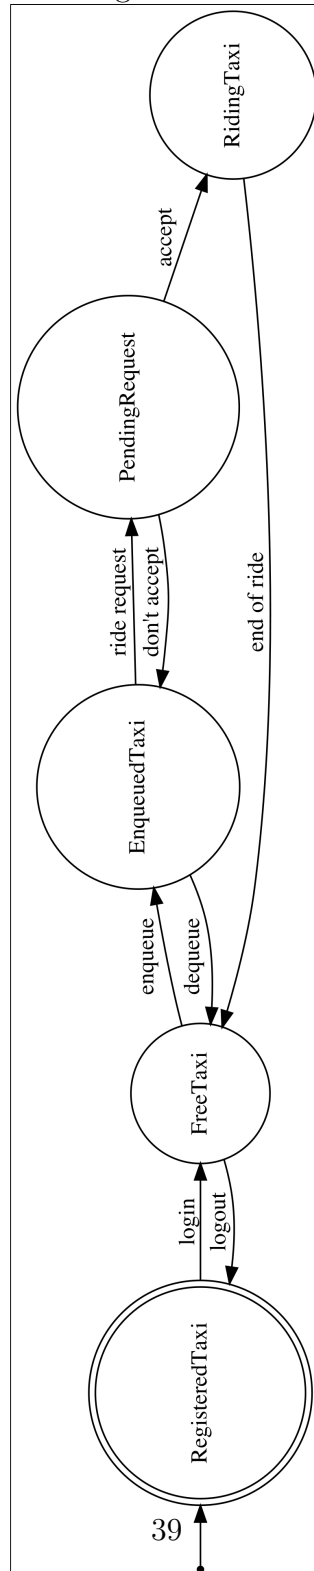 RegisteredTaxi
login
logout
FreeTaxi
enqueue
dequeue
EnqueuedTaxi
ride request
don't accept
PendingRequest
accept
RidingTaxi
end of ride
39